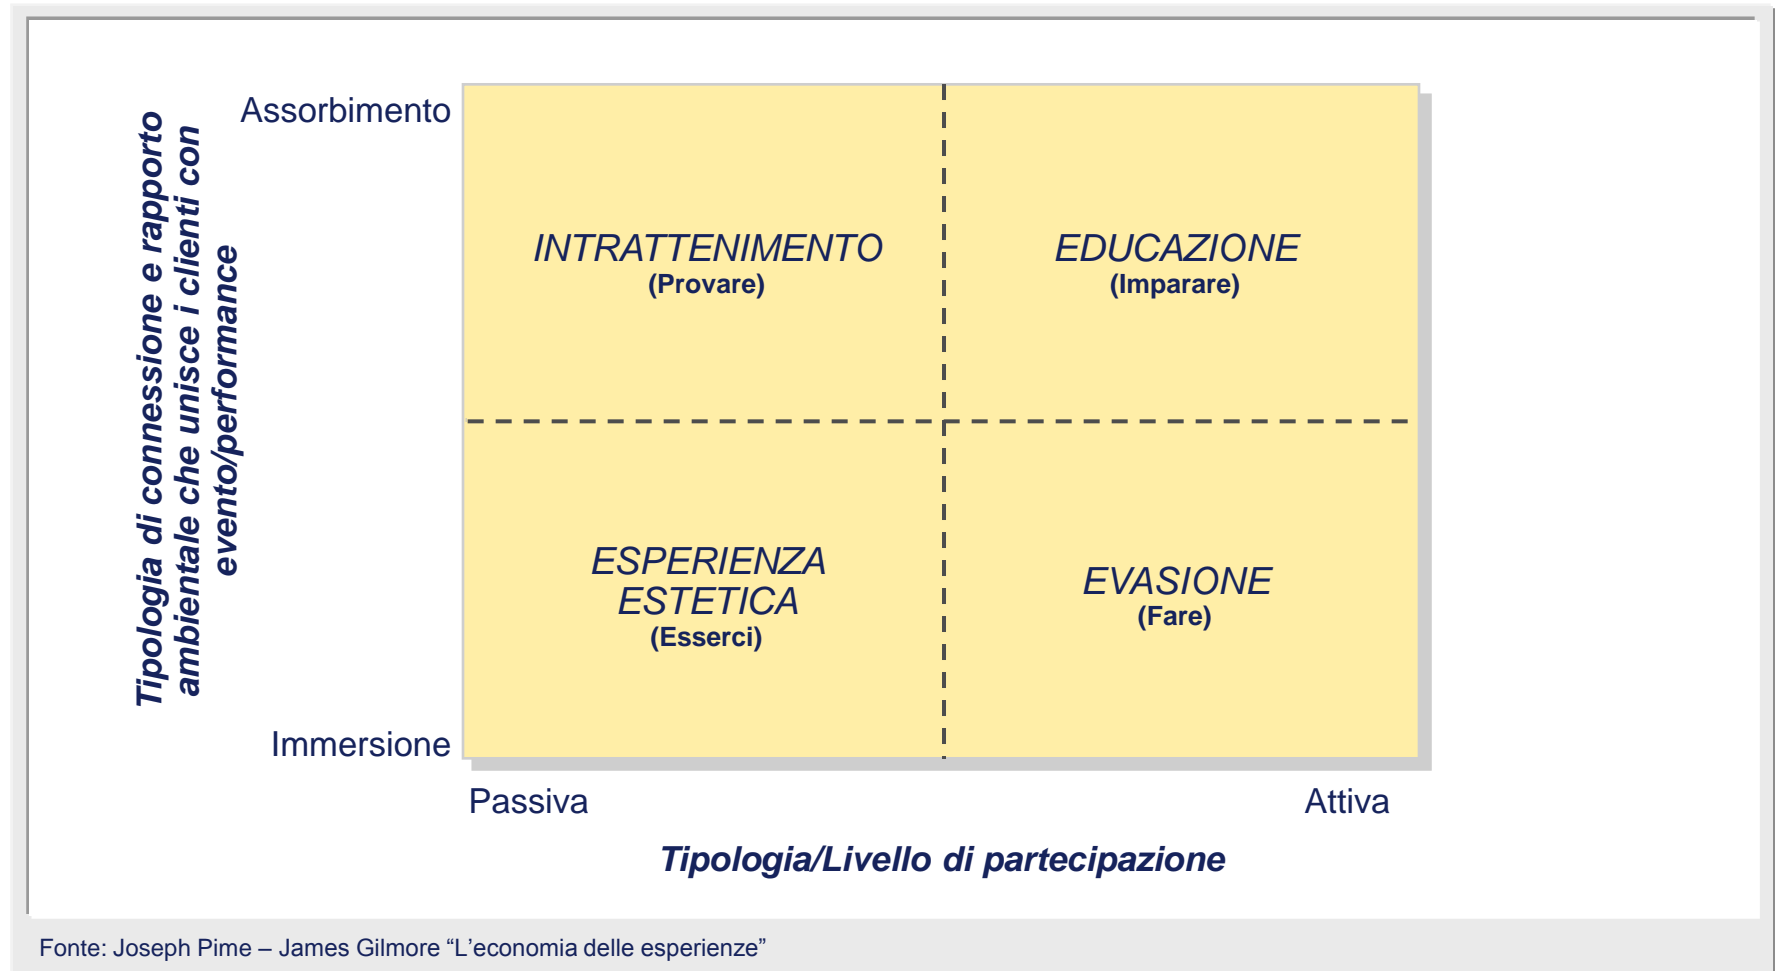 Tipologia di connessione e rapporto
ambientale che unisce i clienti con
evento/performance
Assorbimento
INTRATTENIMENTO
(Provare)
EDUCAZIONE
(Imparare)
ESPERIENZA
ESTETICA
(Esserci)
EVASIONE
(Fare)
Immersione
Passiva
Attiva
Tipologia/Livello di partecipazione
Fonte: Joseph Pime – James Gilmore “L’economia delle esperienze”